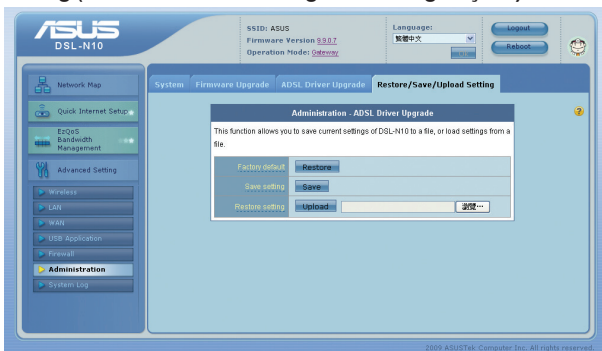 ASUS
DSL-N10
SSID: ASUS
Firmware Version 9.9.0.7
Operation Mode: Gateway
Language:
繁體中文
Logout
Reboot
Network Map
Quick Internet Setup
EzQoS
Bandwidth
Management
Advanced Setting
Wireless
LAN
WAN
USB Application
Firewall
Administration
System Log
System
Firmware Upgrade
ADSL Driver Upgrade
Restore/Save/Upload Setting
Administration - ADSL Driver Upgrade
This function allows you to save current settings of DSL-N10 to a file, or load settings from a
file.
Factory default
Restore
Save setting
Save
Restore setting
Upload
瀏覽...
2009 ASUSTek Computer Inc. All rights reserved.